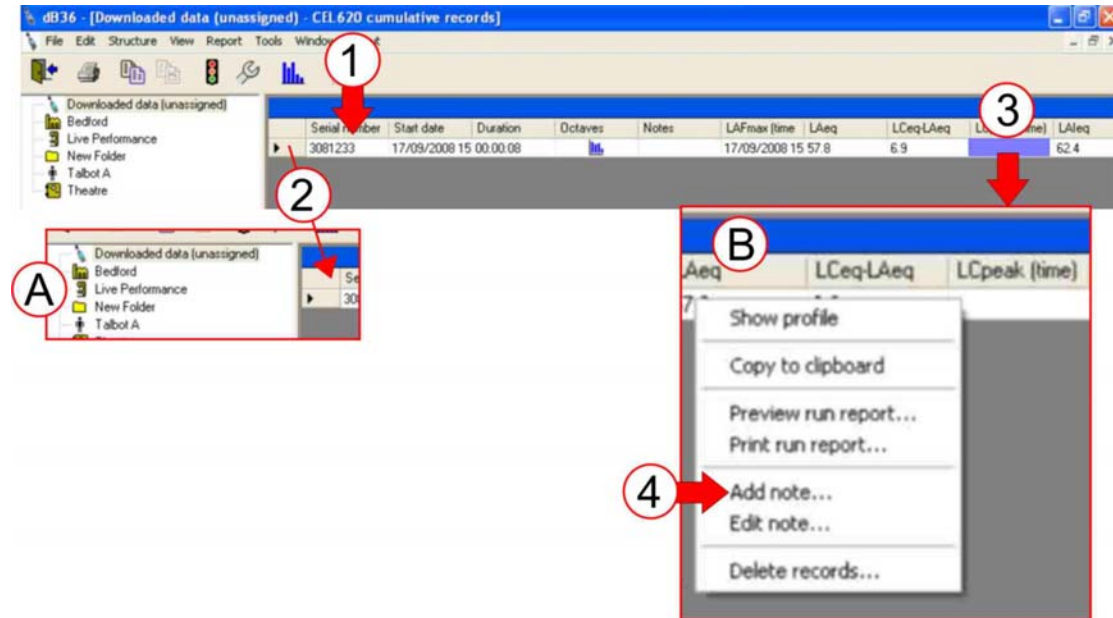 dB36 - [Downloaded data (unassigned) - CEL620 cumulative records]
File Edit Structure View Report Tools Window
1
Downloaded data (unassigned)
Bedford
Live Performance
New Folder
Talbot A
Theatre
3
Serial number Start date Duration Octaves Notes LAFmax (time LAeq LCeq-LAeq LAIeq
3081233 17/09/2008 15 00:00:08 17/09/2008 15 57.8 6.9 62.4
2
A
Downloaded data (unassigned)
Bedford
Live Performance
New Folder
Talbot A
Se
30
B
Aeq LCeq-LAeq LCpeak (time)
Show profile
Copy to clipboard
Preview run report...
Print run report...
4
Add note...
Edit note...
Delete records...